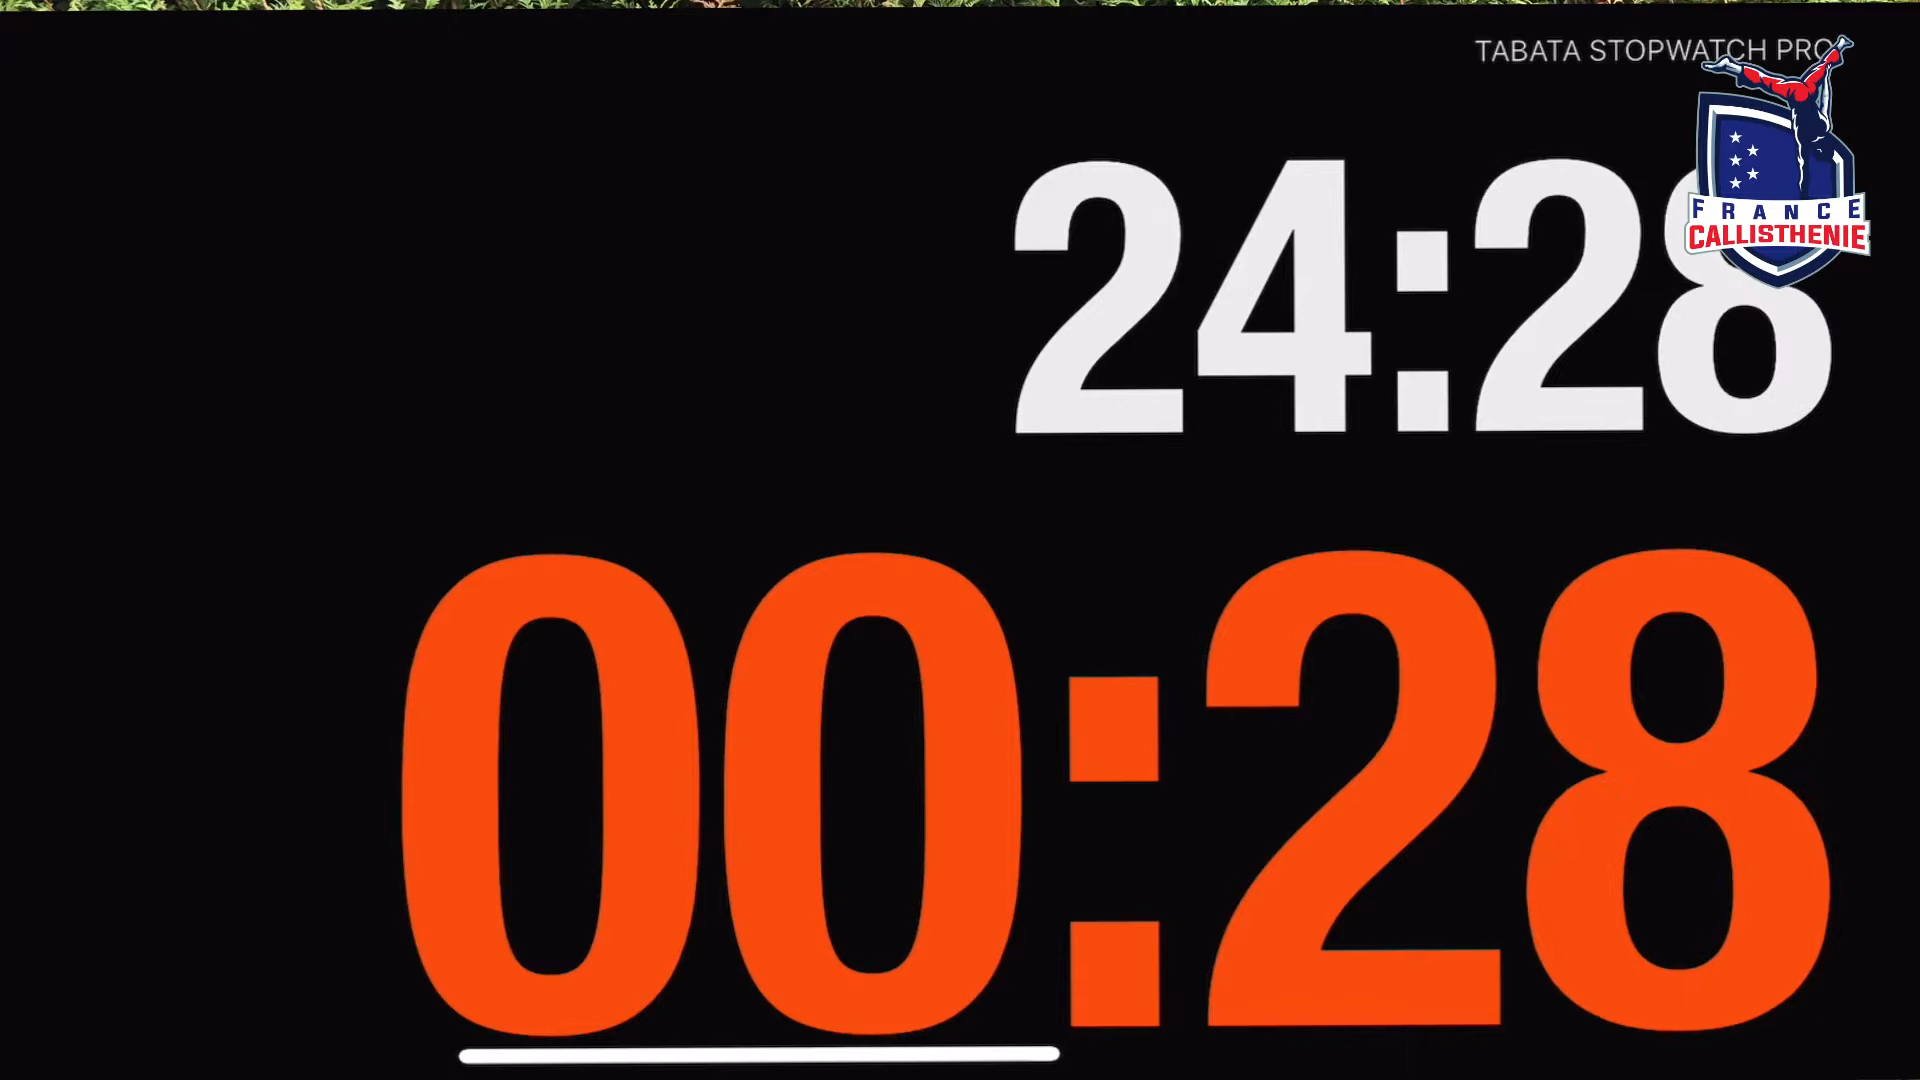 TABATA STOPWATCH PRO
24:28
FRANCE
CALLISTHENIE
00:28